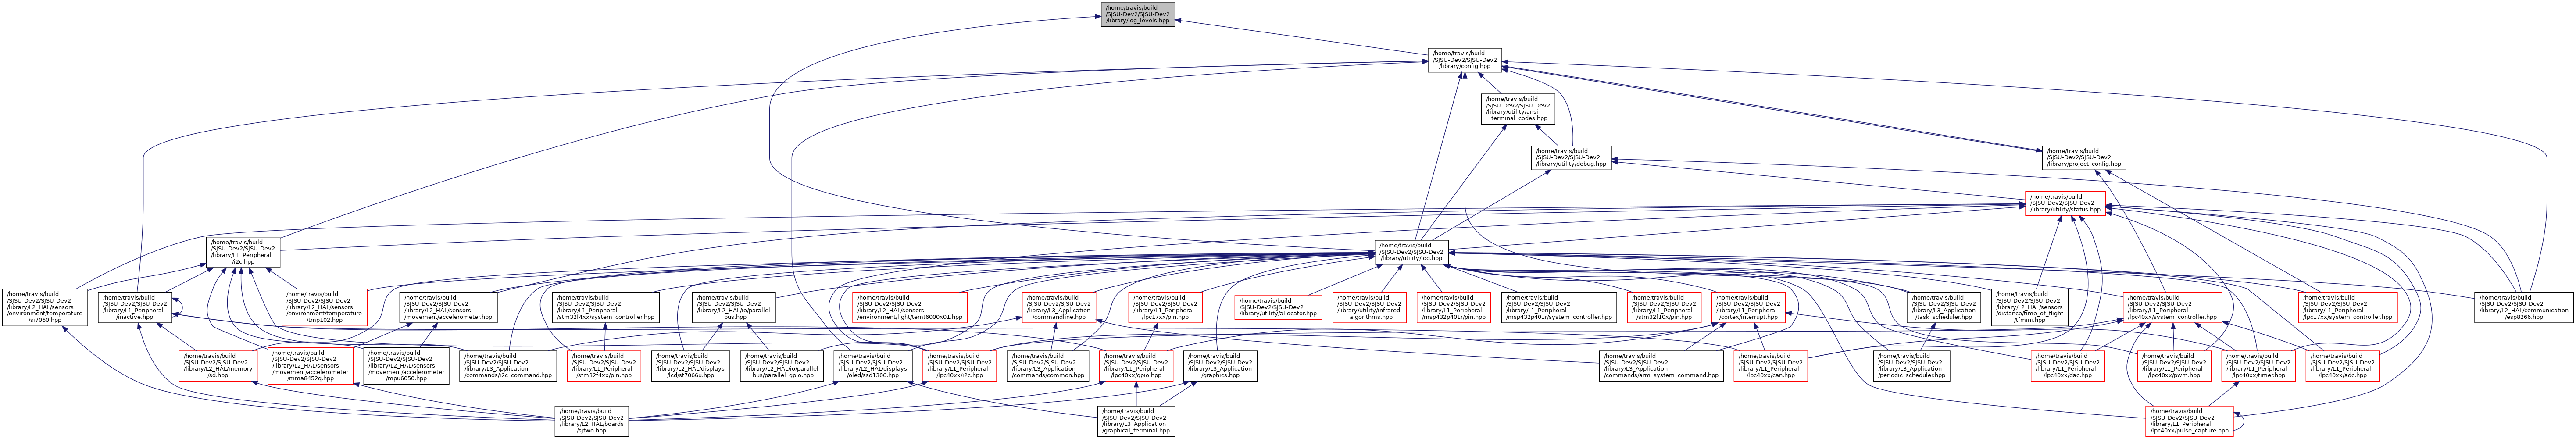 /home/travis/build
/SJSU-Dev2/SJSU-Dev2
/library/log_levels.hpp
/home/travis/build
/SJSU-Dev2/SJSU-Dev2
/library/config.hpp
/home/travis/build
/SJSU-Dev2/SJSU-Dev2
/library/utility/ansi
_terminal_codes.hpp
/home/travis/build
/SJSU-Dev2/SJSU-Dev2
/library/utility/debug.hpp
/home/travis/build
/SJSU-Dev2/SJSU-Dev2
/library/project_config.hpp
/home/travis/build
/SJSU-Dev2/SJSU-Dev2
/library/utility/status.hpp
/home/travis/build
/SJSU-Dev2/SJSU-Dev2
/library/L1_Peripheral
/i2c.hpp
/home/travis/build
/SJSU-Dev2/SJSU-Dev2
/library/utility/log.hpp
/home/travis/build
/SJSU-Dev2/SJSU-Dev2
/library/L2_HAL/sensors
/environment/temperature
/si7060.hpp
/home/travis/build
/SJSU-Dev2/SJSU-Dev2
/library/L1_Peripheral
/inactive.hpp
/home/travis/build
/SJSU-Dev2/SJSU-Dev2
/library/L2_HAL/sensors
/environment/temperature
/tmp102.hpp
/home/travis/build
/SJSU-Dev2/SJSU-Dev2
/library/L2_HAL/sensors
/movement/accelerometer.hpp
/home/travis/build
/SJSU-Dev2/SJSU-Dev2
/library/L1_Peripheral
/stm32f4xx/system_controller.hpp
/home/travis/build
/SJSU-Dev2/SJSU-Dev2
/library/L2_HAL/io/parallel
_bus.hpp
/home/travis/build
/SJSU-Dev2/SJSU-Dev2
/library/L2_HAL/sensors
/environment/light/temt6000x01.hpp
/home/travis/build
/SJSU-Dev2/SJSU-Dev2
/library/L3_Application
/commandline.hpp
/home/travis/build
/SJSU-Dev2/SJSU-Dev2
/library/L1_Peripheral
/lpc17xx/pin.hpp
/home/travis/build
/SJSU-Dev2/SJSU-Dev2
/library/utility/allocator.hpp
/home/travis/build
/SJSU-Dev2/SJSU-Dev2
/library/utility/infrared
_algorithms.hpp
/home/travis/build
/SJSU-Dev2/SJSU-Dev2
/library/L1_Peripheral
/msp432p401r/pin.hpp
/home/travis/build
/SJSU-Dev2/SJSU-Dev2
/library/L1_Peripheral
/msp432p401r/system_controller.hpp
/home/travis/build
/SJSU-Dev2/SJSU-Dev2
/library/L1_Peripheral
/stm32f10x/pin.hpp
/home/travis/build
/SJSU-Dev2/SJSU-Dev2
/library/L1_Peripheral
/cortex/interrupt.hpp
/home/travis/build
/SJSU-Dev2/SJSU-Dev2
/library/L3_Application
/task_scheduler.hpp
/home/travis/build
/SJSU-Dev2/SJSU-Dev2
/library/L2_HAL/sensors
/distance/time_of_flight
/tfmini.hpp
/home/travis/build
/SJSU-Dev2/SJSU-Dev2
/library/L1_Peripheral
/lpc40xx/system_controller.hpp
/home/travis/build
/SJSU-Dev2/SJSU-Dev2
/library/L1_Peripheral
/lpc17xx/system_controller.hpp
/home/travis/build
/SJSU-Dev2/SJSU-Dev2
/library/L2_HAL/communication
/esp8266.hpp
/home/travis/build
/SJSU-Dev2/SJSU-Dev2
/library/L2_HAL/memory
/sd.hpp
/home/travis/build
/SJSU-Dev2/SJSU-Dev2
/library/L2_HAL/sensors
/movement/accelerometer
/mma8452q.hpp
/home/travis/build
/SJSU-Dev2/SJSU-Dev2
/library/L2_HAL/sensors
/movement/accelerometer
/mpu6050.hpp
/home/travis/build
/SJSU-Dev2/SJSU-Dev2
/library/L3_Application
/commands/i2c_command.hpp
/home/travis/build
/SJSU-Dev2/SJSU-Dev2
/library/L1_Peripheral
/stm32f4xx/pin.hpp
/home/travis/build
/SJSU-Dev2/SJSU-Dev2
/library/L2_HAL/displays
/lcd/st7066u.hpp
/home/travis/build
/SJSU-Dev2/SJSU-Dev2
/library/L2_HAL/io/parallel
_bus/parallel_gpio.hpp
/home/travis/build
/SJSU-Dev2/SJSU-Dev2
/library/L2_HAL/displays
/oled/ssd1306.hpp
/home/travis/build
/SJSU-Dev2/SJSU-Dev2
/library/L1_Peripheral
/lpc40xx/i2c.hpp
/home/travis/build
/SJSU-Dev2/SJSU-Dev2
/library/L3_Application
/commands/common.hpp
/home/travis/build
/SJSU-Dev2/SJSU-Dev2
/library/L1_Peripheral
/lpc40xx/gpio.hpp
/home/travis/build
/SJSU-Dev2/SJSU-Dev2
/library/L3_Application
/graphics.hpp
/home/travis/build
/SJSU-Dev2/SJSU-Dev2
/library/L3_Application
/commands/arm_system_command.hpp
/home/travis/build
/SJSU-Dev2/SJSU-Dev2
/library/L1_Peripheral
/lpc40xx/can.hpp
/home/travis/build
/SJSU-Dev2/SJSU-Dev2
/library/L3_Application
/periodic_scheduler.hpp
/home/travis/build
/SJSU-Dev2/SJSU-Dev2
/library/L1_Peripheral
/lpc40xx/dac.hpp
/home/travis/build
/SJSU-Dev2/SJSU-Dev2
/library/L1_Peripheral
/lpc40xx/pwm.hpp
/home/travis/build
/SJSU-Dev2/SJSU-Dev2
/library/L1_Peripheral
/lpc40xx/timer.hpp
/home/travis/build
/SJSU-Dev2/SJSU-Dev2
/library/L1_Peripheral
/lpc40xx/adc.hpp
/home/travis/build
/SJSU-Dev2/SJSU-Dev2
/library/L2_HAL/boards
/sjtwo.hpp
/home/travis/build
/SJSU-Dev2/SJSU-Dev2
/library/L3_Application
/graphical_terminal.hpp
/home/travis/build
/SJSU-Dev2/SJSU-Dev2
/library/L1_Peripheral
/lpc40xx/pulse_capture.hpp